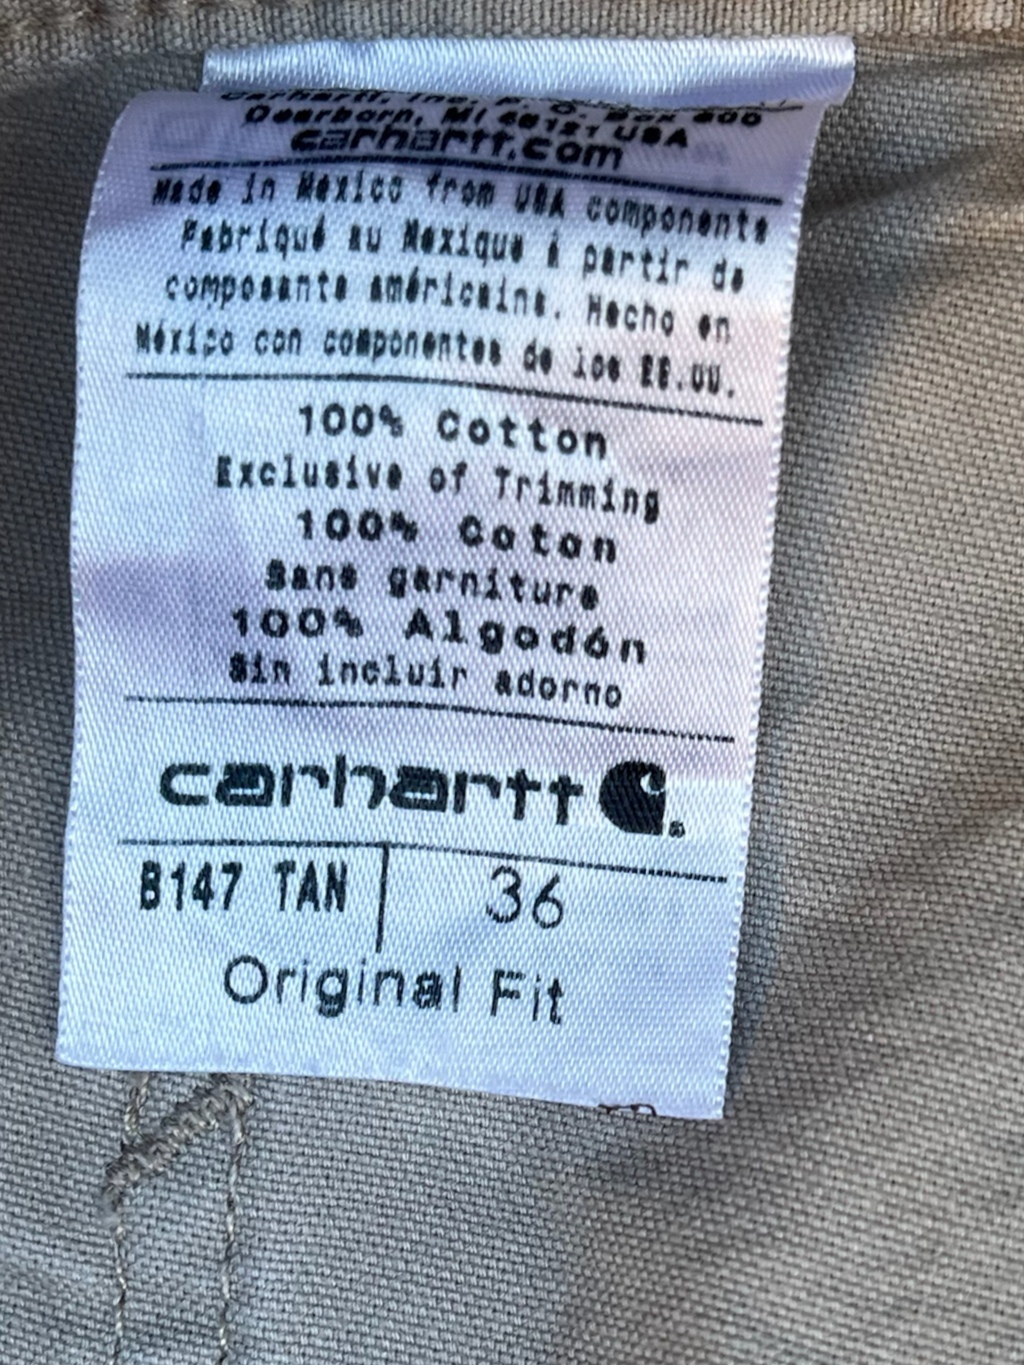 Carhartt, Inc. P. O. Box 600
Dearborn, MI 48121 USA
carhartt.com
Made in Mexico from USA components
Fabriqué au Mexique à partir de
composants américains. Hecho en
México con componentes de los EE.UU.
100% Cotton
Exclusive of Trimming
100% Coton
Sans garniture
100% Algodón
Sin incluir adorno
carhartt
B147 TAN 36
Original Fit